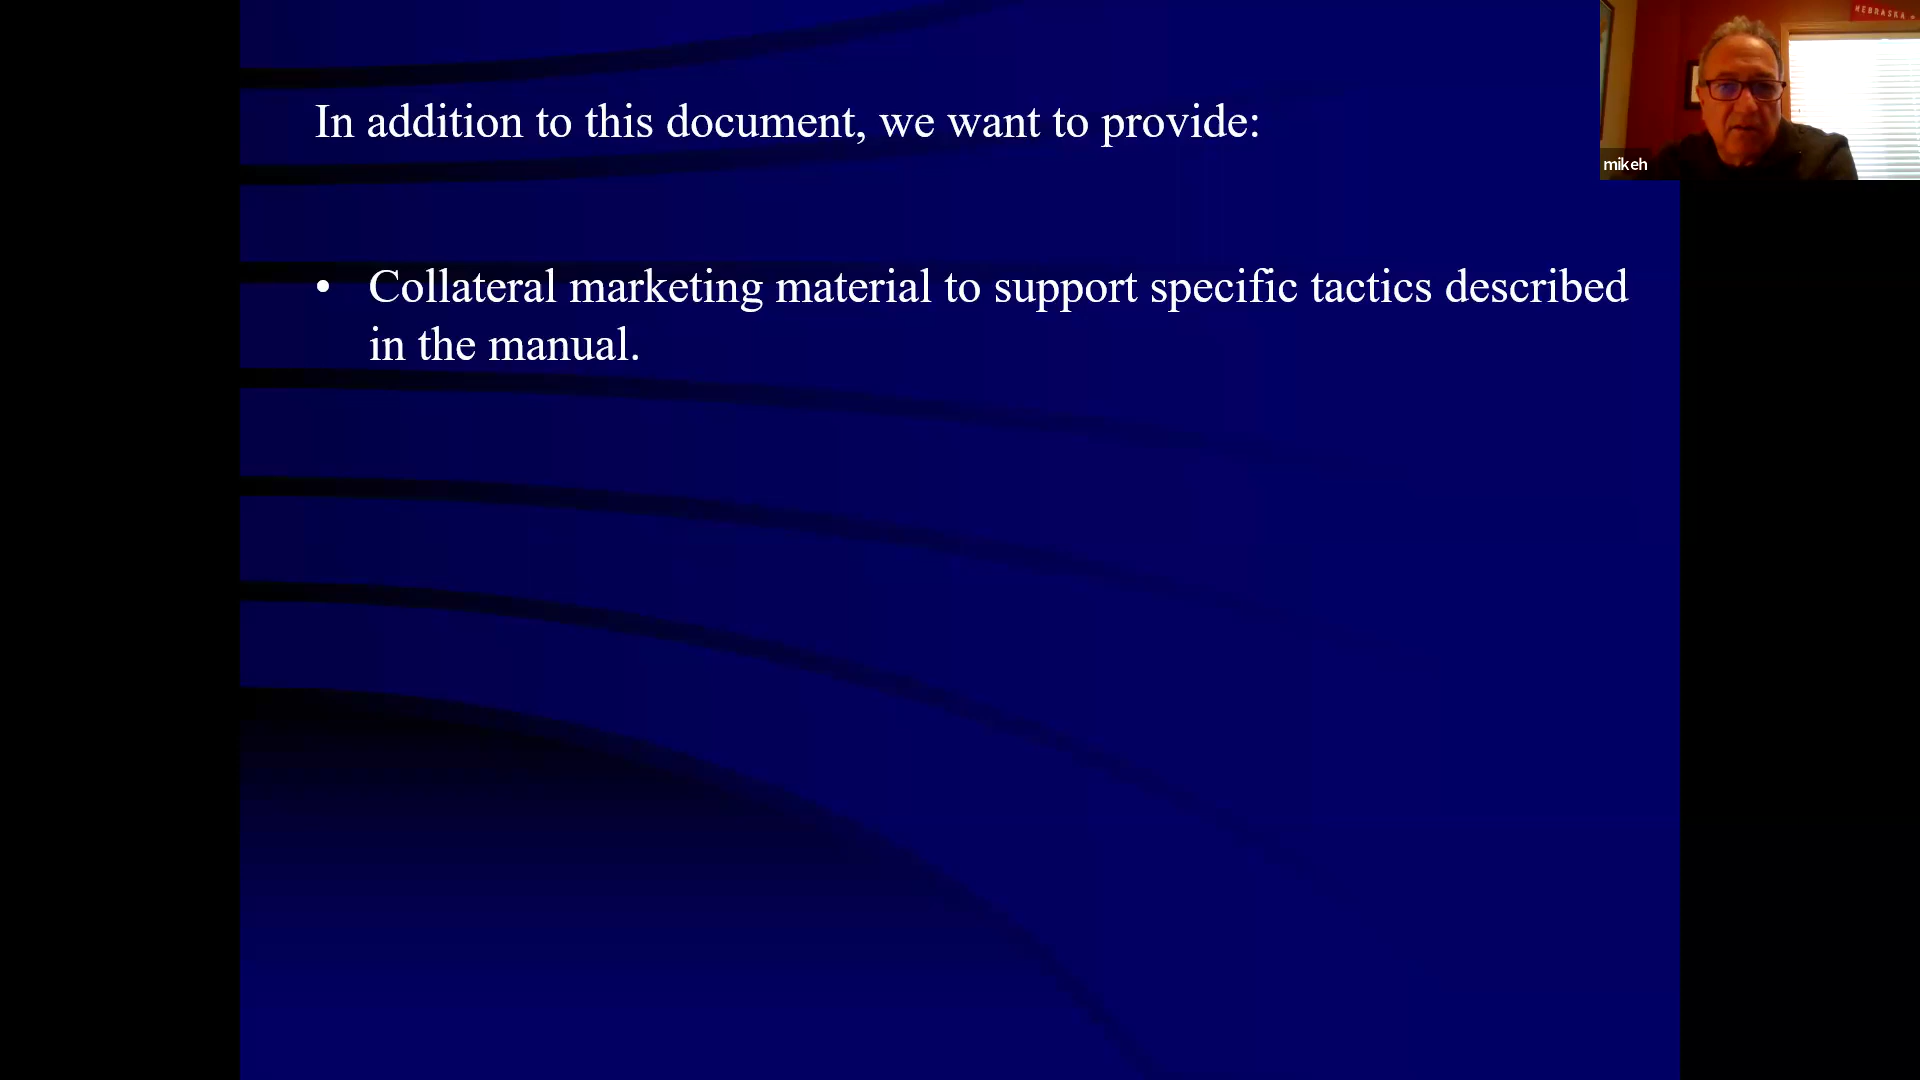 In addition to this document, we want to provide:
• Collateral marketing material to support specific tactics described
in the manual.
NEBRASKA
mikeh